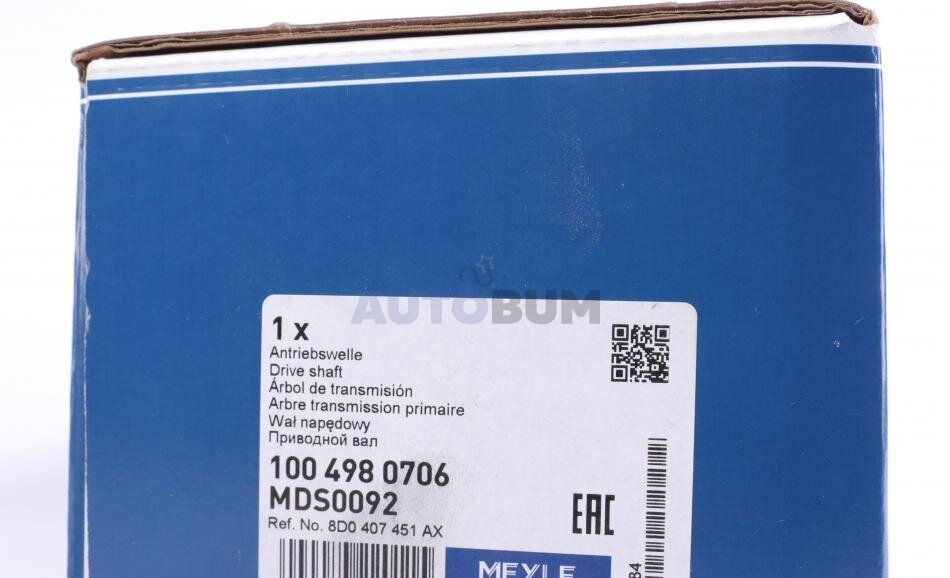 AUTOBUM
1 x
Antriebswelle
Drive shaft
Árbol de transmisión
Arbre transmission primaire
Wał napędowy
Приводной вал
100 498 0706
MDS0092
Ref. No. 8D0 407 451 AX
EAC
MEYLE
84